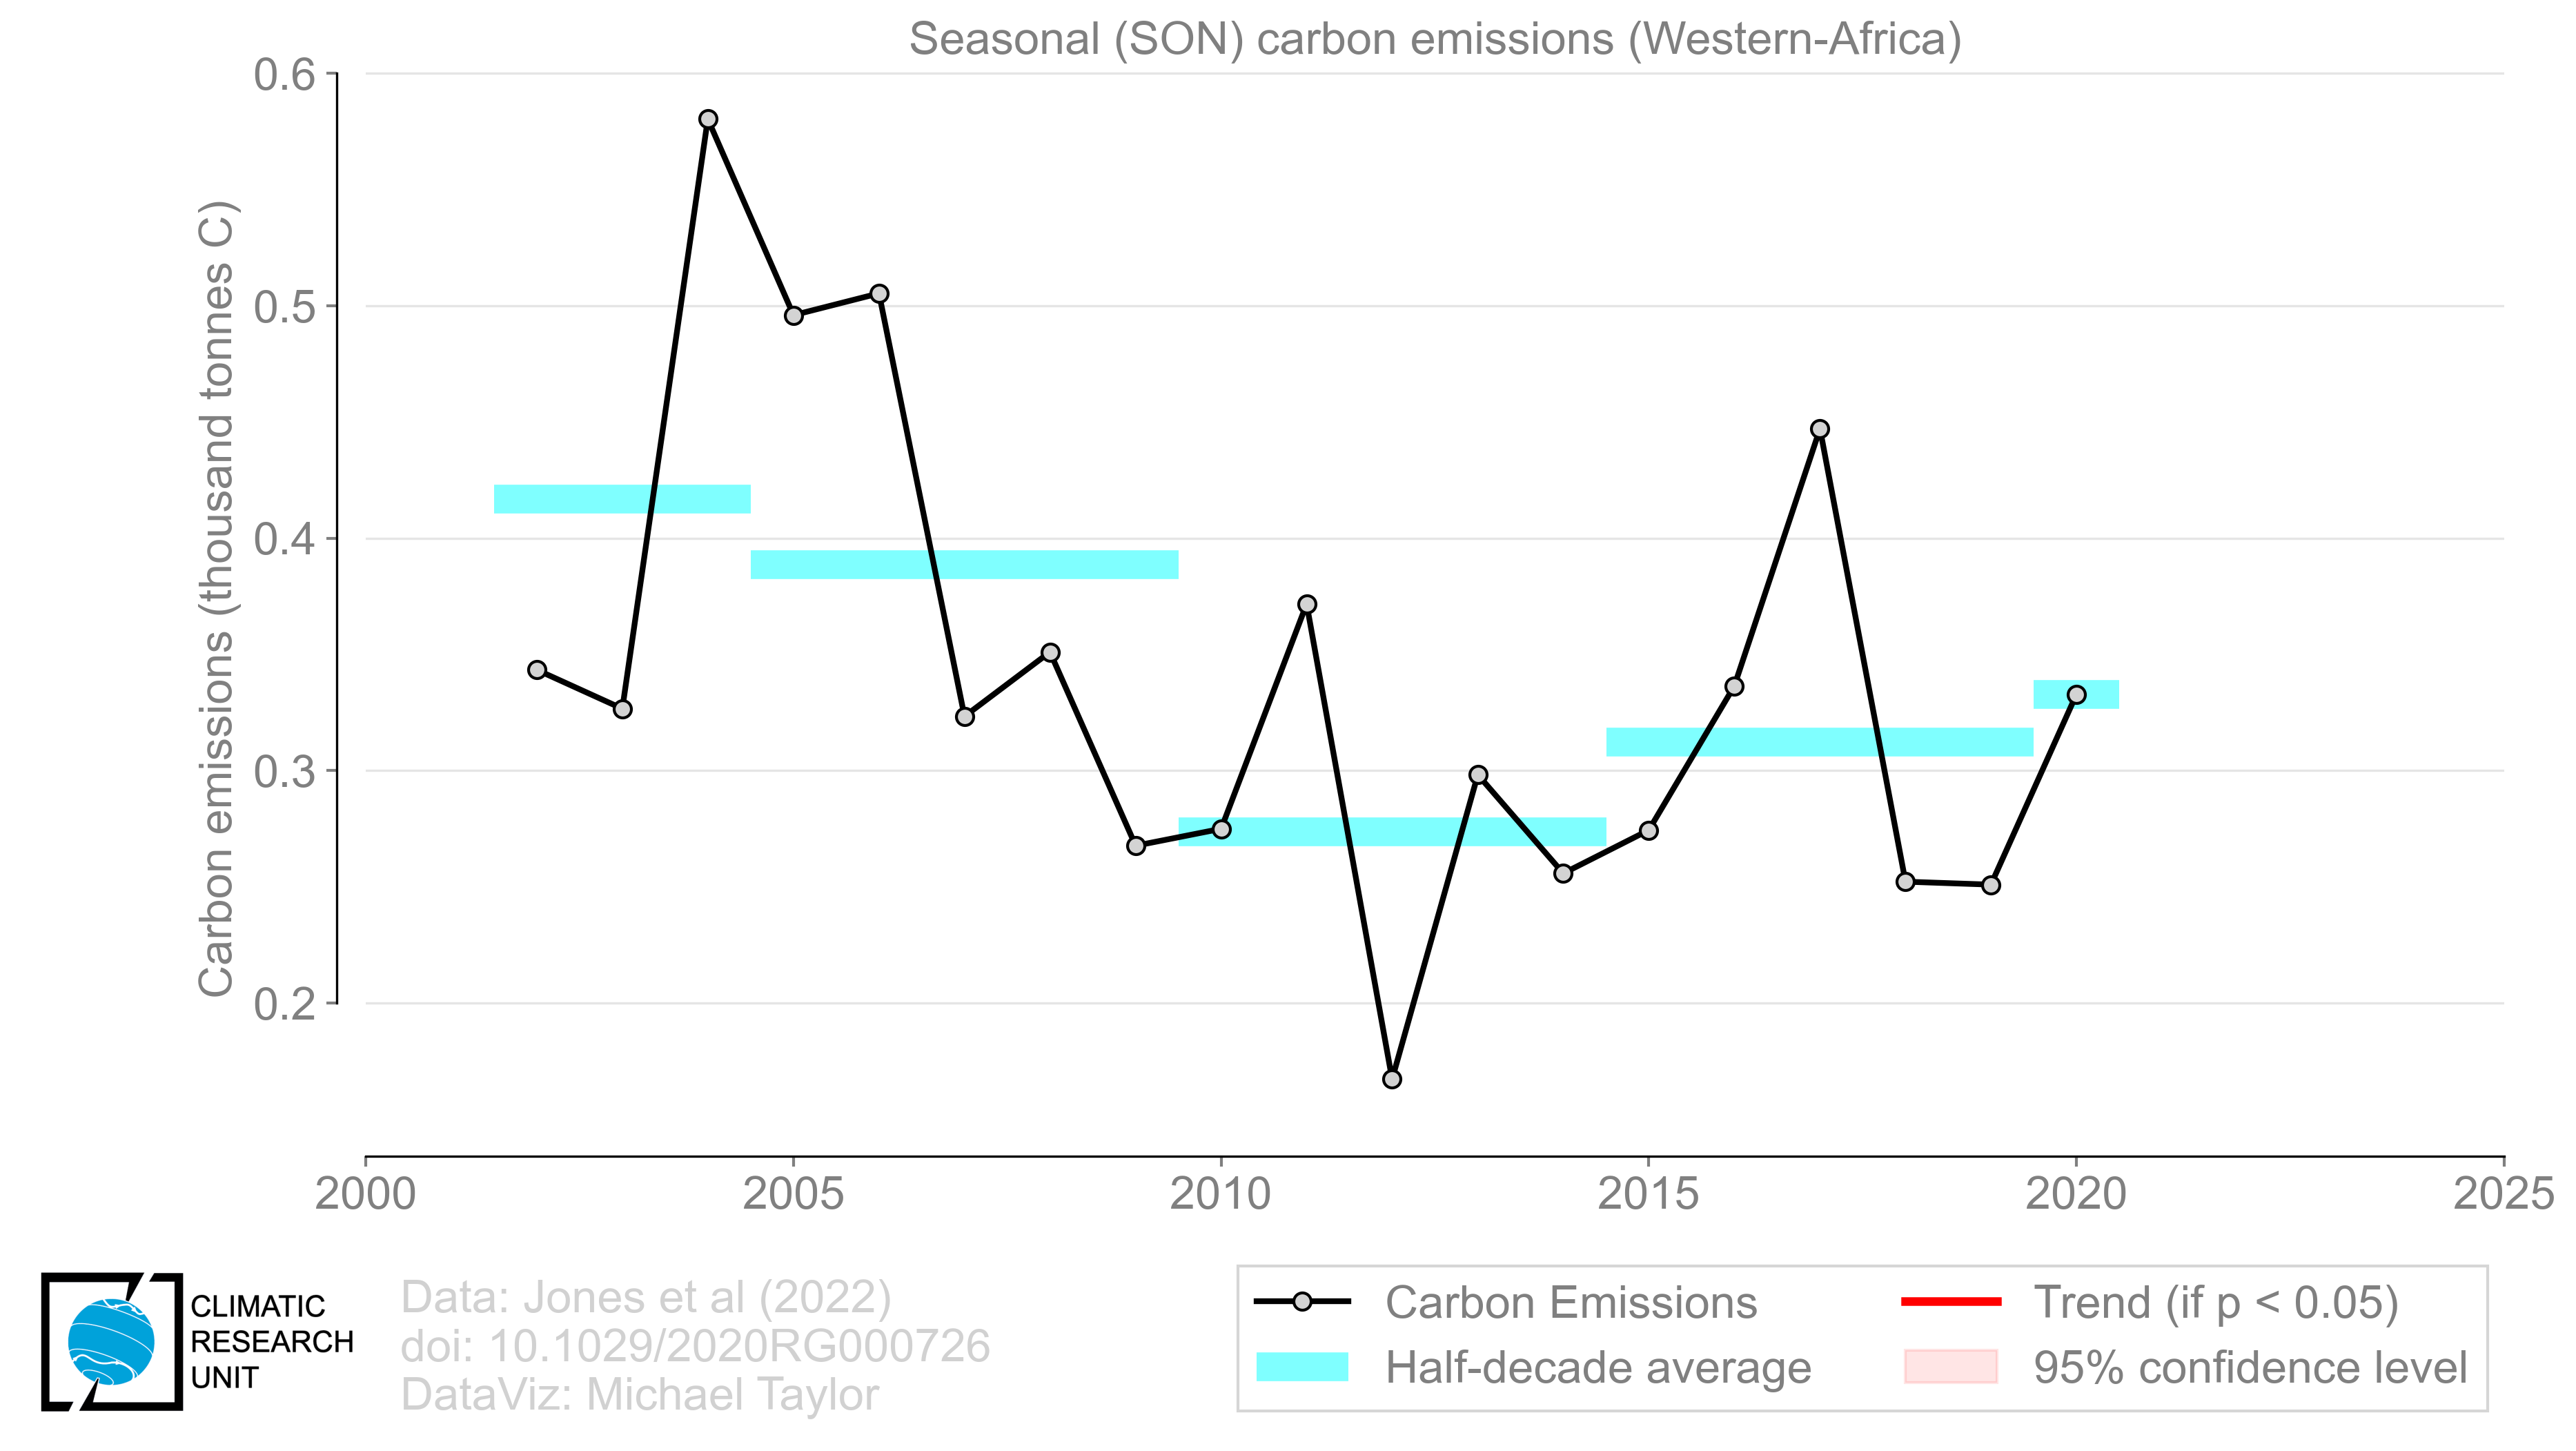 Seasonal (SON) carbon emissions (Western-Africa)
Carbon emissions (thousand tonnes C)
0.6
0.5
0.4
0.3
0.2
2000 2005 2010 2015 2020 2025
CLIMATIC
RESEARCH
UNIT
Data: Jones et al (2022)
doi: 10.1029/2020RG000726
DataViz: Michael Taylor
Carbon Emissions
Half-decade average
Trend (if p < 0.05)
95% confidence level